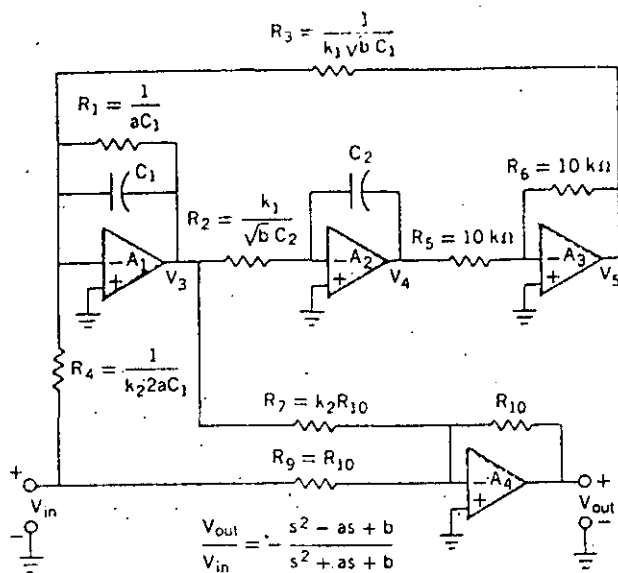 R3 = 1/(k1√b C1)
R1 = 1/(aC1)
C1
C2
R6 = 10 kΩ
R2 = k1/(√b C2)
R5 = 10 kΩ
- A1
+
V3
- A2
+
V4
- A3
+
V5
R4 = 1/(k2 2aC1)
R7 = k2R10
R10
R9 = R10
- A4
+
+
Vin
-
+
Vout
-
Vout/Vin = - (s² - as + b)/(s² + as + b)